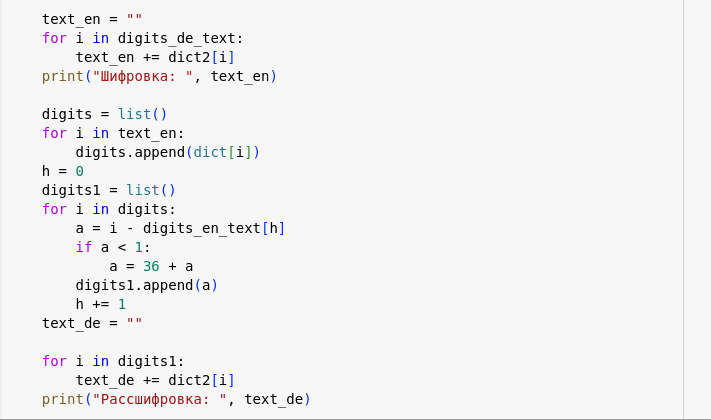 text_en = ""
for i in digits_de_text:
    text_en += dict2[i]
print("Шифровка: ", text_en)

digits = list()
for i in text_en:
    digits.append(dict[i])
h = 0
digits1 = list()
for i in digits:
    a = i - digits_en_text[h]
    if a < 1:
        a = 36 + a
    digits1.append(a)
    h += 1
text_de = ""

for i in digits1:
    text_de += dict2[i]
print("Рассшифровка: ", text_de)